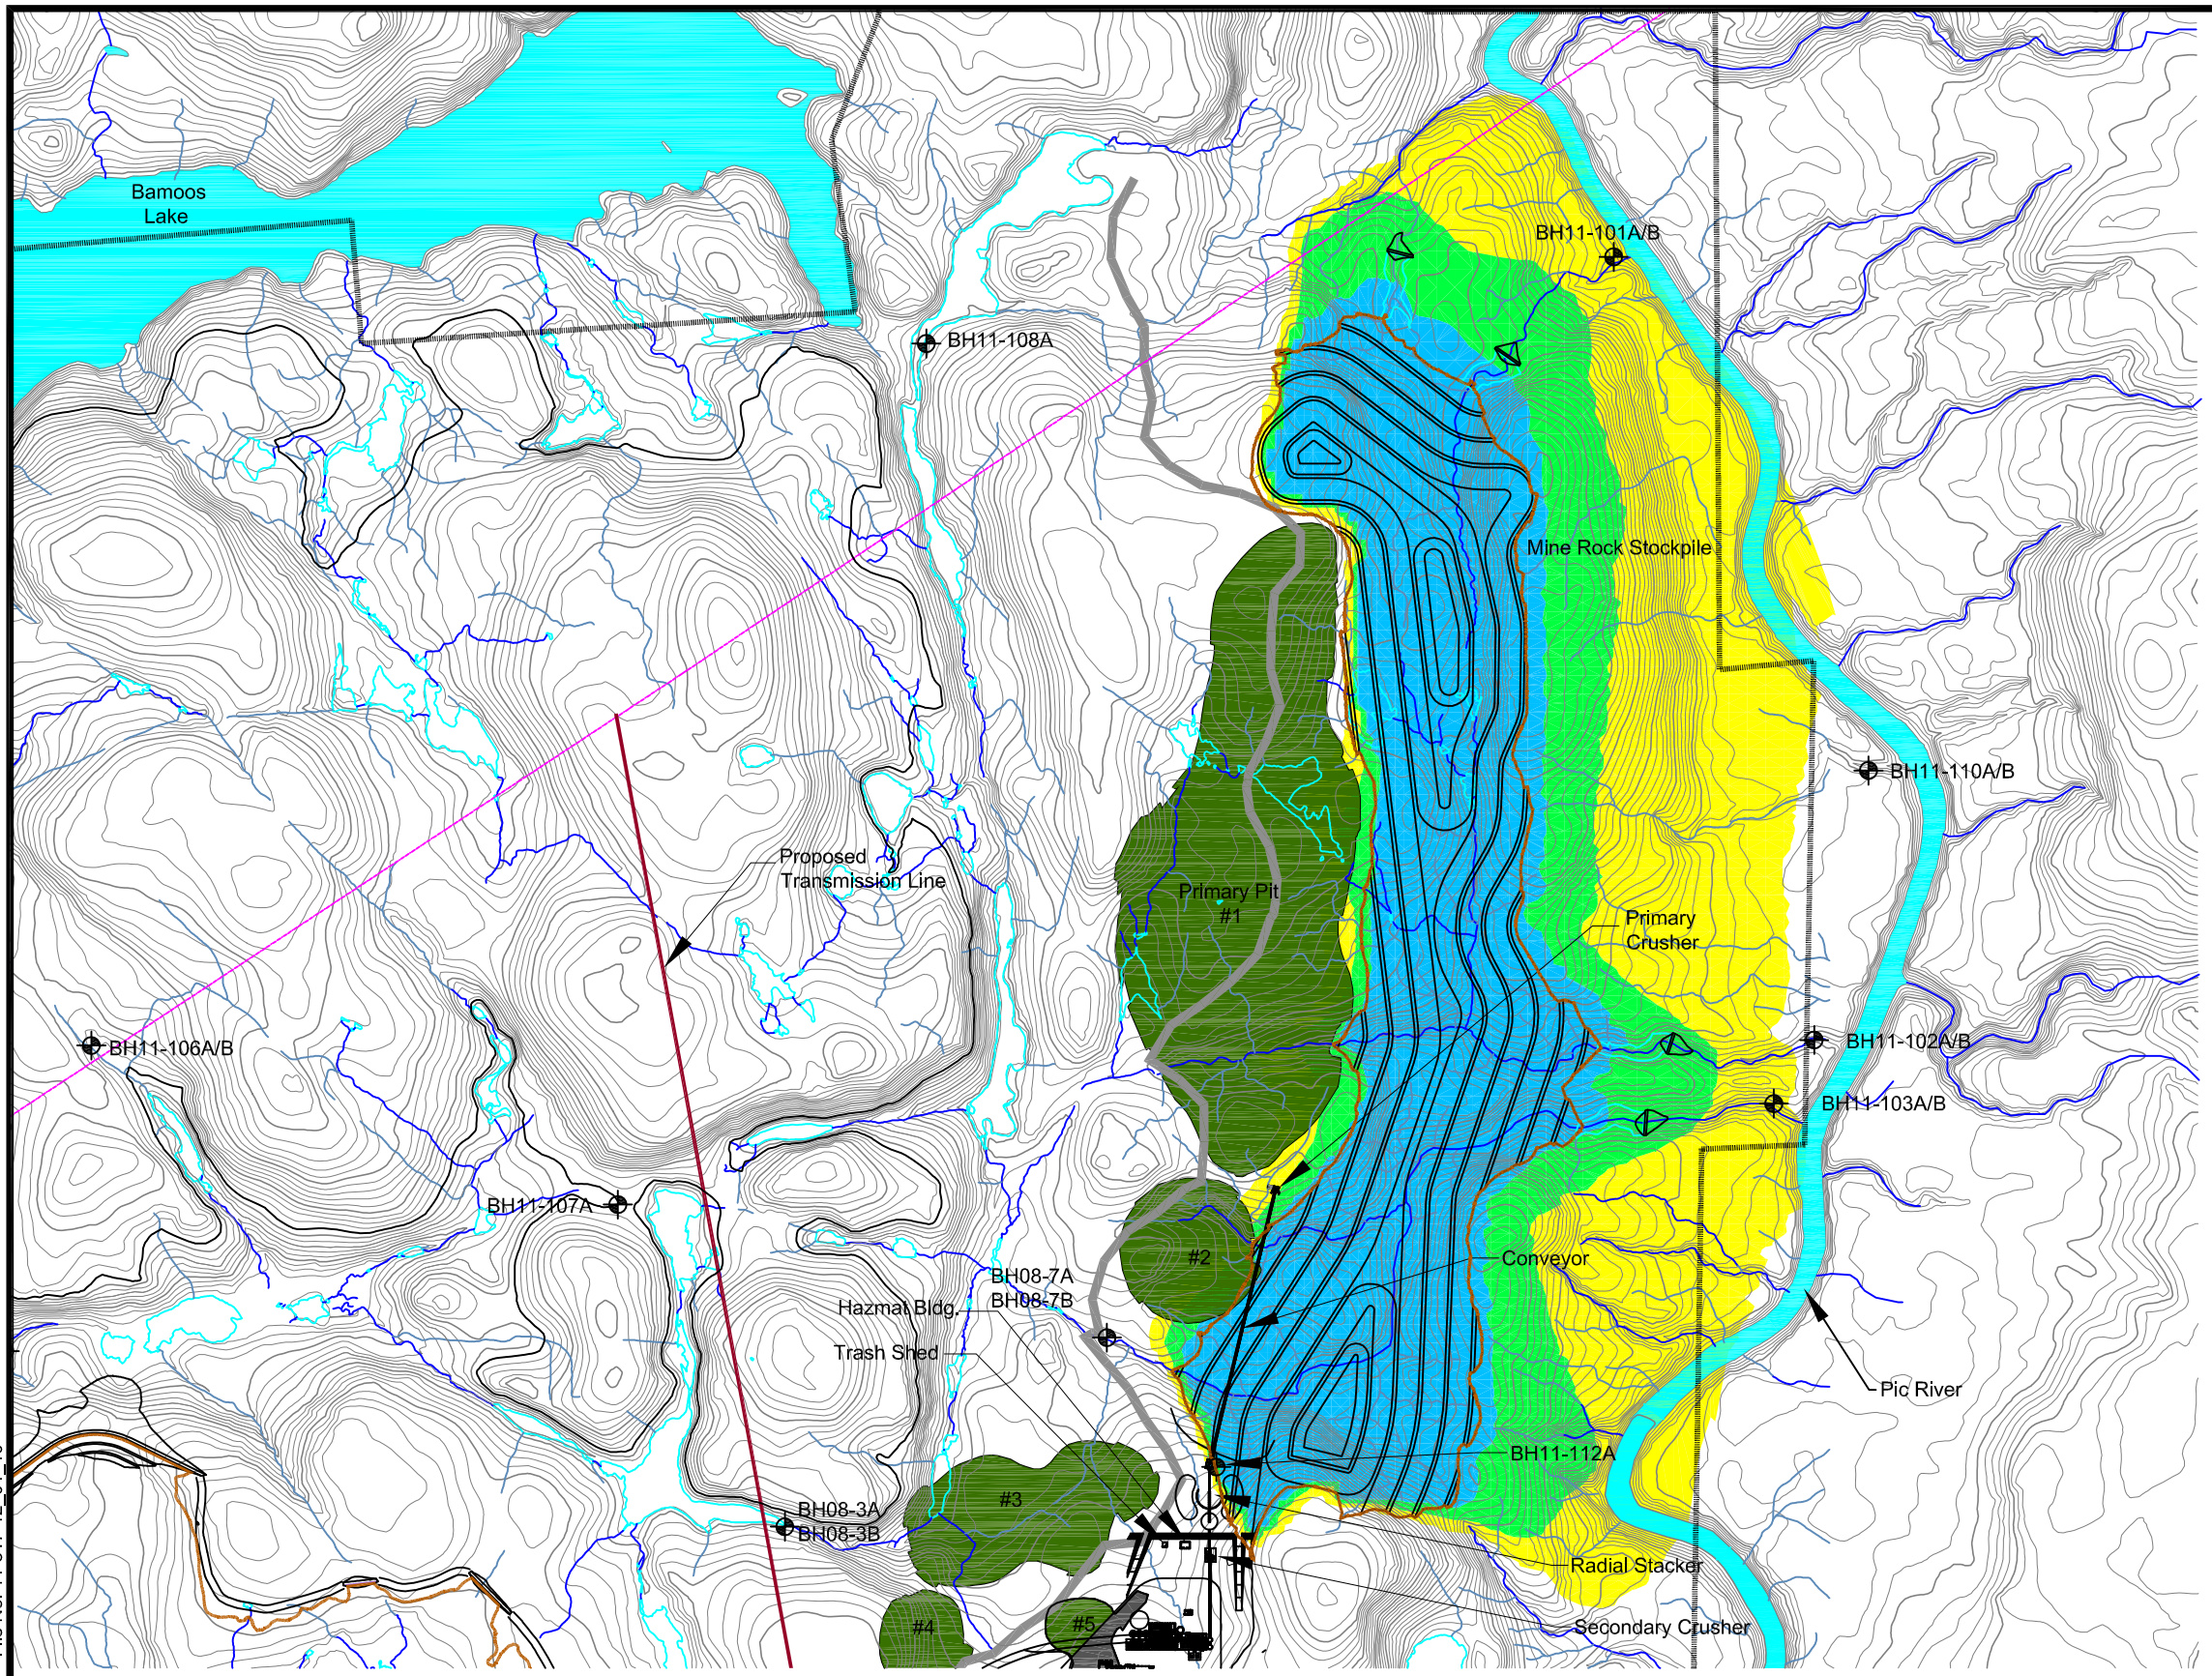 Bamoos
Lake
BH11-101A/B
BH11-108A
Mine Rock Stockpile
BH11-110A/B
Proposed
Transmission Line
Primary Pit
#1
Primary
Crusher
BH11-106A/B
BH11-102A/B
BH11-103A/B
BH11-107A
#2
Conveyor
BH08-7A
BH08-7B
Hazmat Bldg.
Trash Shed
Pic River
BH11-112A
#3
BH08-3A
BH08-3B
Radial Stacker
#4
#5
Secondary Crusher